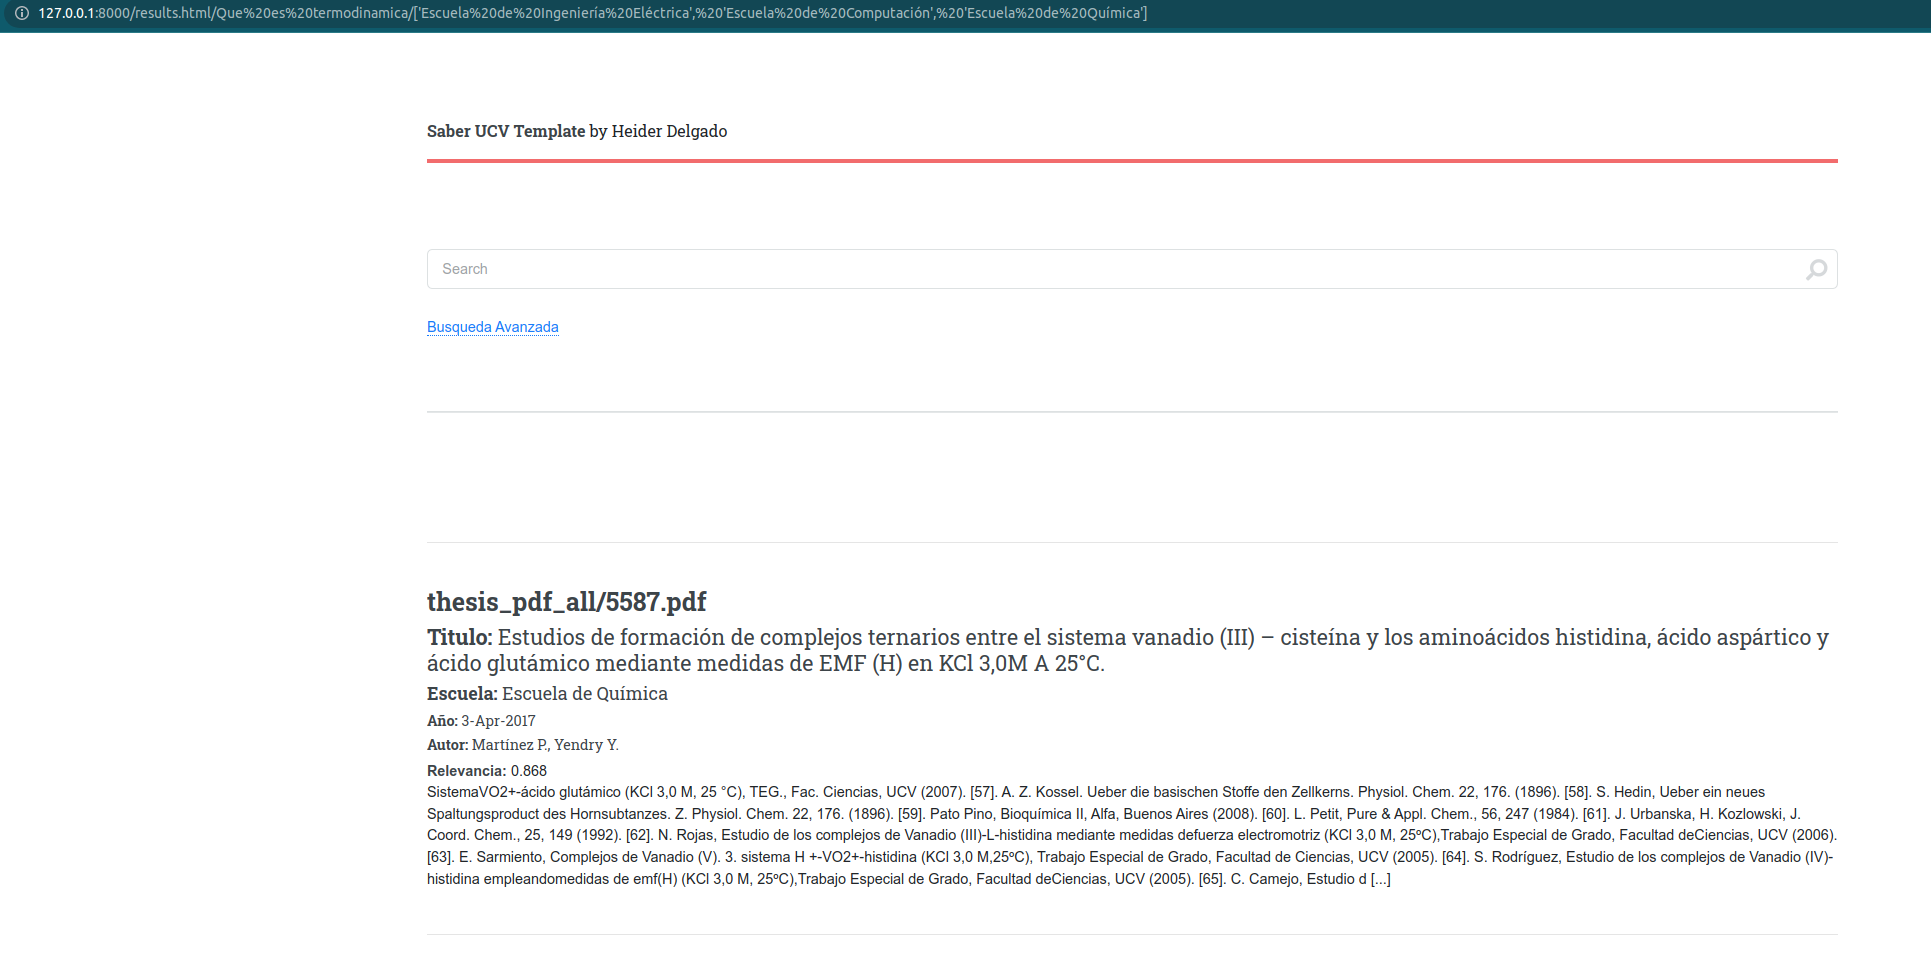 127.0.0.1:8000/results.html/Que%20es%20termodinamica/['Escuela%20de%20Ingeniería%20Eléctrica',%20'Escuela%20de%20Computación',%20'Escuela%20de%20Química']
Saber UCV Template by Heider Delgado
Search
Busqueda Avanzada
thesis_pdf_all/5587.pdf
Titulo: Estudios de formación de complejos ternarios entre el sistema vanadio (III) – cisteína y los aminoácidos histidina, ácido aspártico y
ácido glutámico mediante medidas de EMF (H) en KCl 3,0M A 25°C.
Escuela: Escuela de Química
Año: 3-Apr-2017
Autor: Martínez P., Yendry Y.
Relevancia: 0.868
SistemaVO2+-ácido glutámico (KCl 3,0 M, 25 °C), TEG., Fac. Ciencias, UCV (2007). [57]. A. Z. Kossel. Ueber die basischen Stoffe den Zellkerns. Physiol. Chem. 22, 176. (1896). [58]. S. Hedin, Ueber ein neues
Spaltungsproduct des Hornsubtanzes. Z. Physiol. Chem. 22, 176. (1896). [59]. Pato Pino, Bioquímica II, Alfa, Buenos Aires (2008). [60]. L. Petit, Pure & Appl. Chem., 56, 247 (1984). [61]. J. Urbanska, H. Kozlowski, J.
Coord. Chem., 25, 149 (1992). [62]. N. Rojas, Estudio de los complejos de Vanadio (III)-L-histidina mediante medidas defuerza electromotriz (KCl 3,0 M, 25ºC),Trabajo Especial de Grado, Facultad deCiencias, UCV (2006).
[63]. E. Sarmiento, Complejos de Vanadio (V). 3. sistema H +-VO2+-histidina (KCl 3,0 M,25ºC), Trabajo Especial de Grado, Facultad de Ciencias, UCV (2005). [64]. S. Rodríguez, Estudio de los complejos de Vanadio (IV)-
histidina empleandomedidas de emf(H) (KCl 3,0 M, 25ºC),Trabajo Especial de Grado, Facultad deCiencias, UCV (2005). [65]. C. Camejo, Estudio d [...]